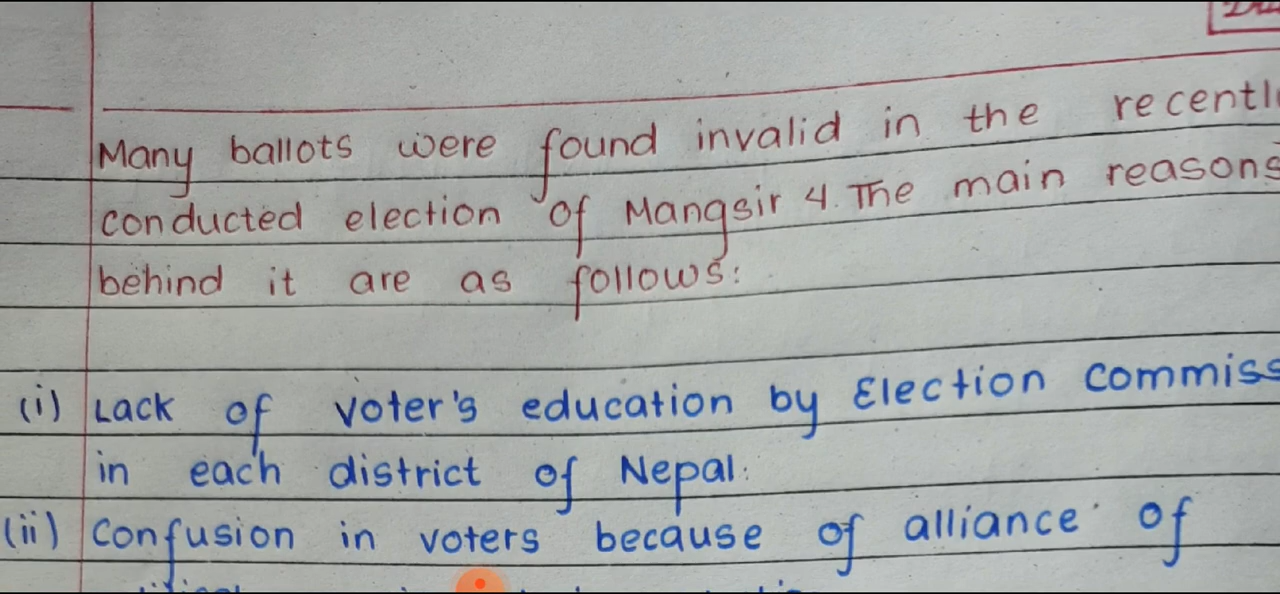 Many ballots were found invalid in the recentl
conducted election of Mangsir 4. The main reasons
behind it are as follows:
(i) Lack of voter's education by Election commiss
in each district of Nepal.
(ii) Confusion in voters because of alliance of